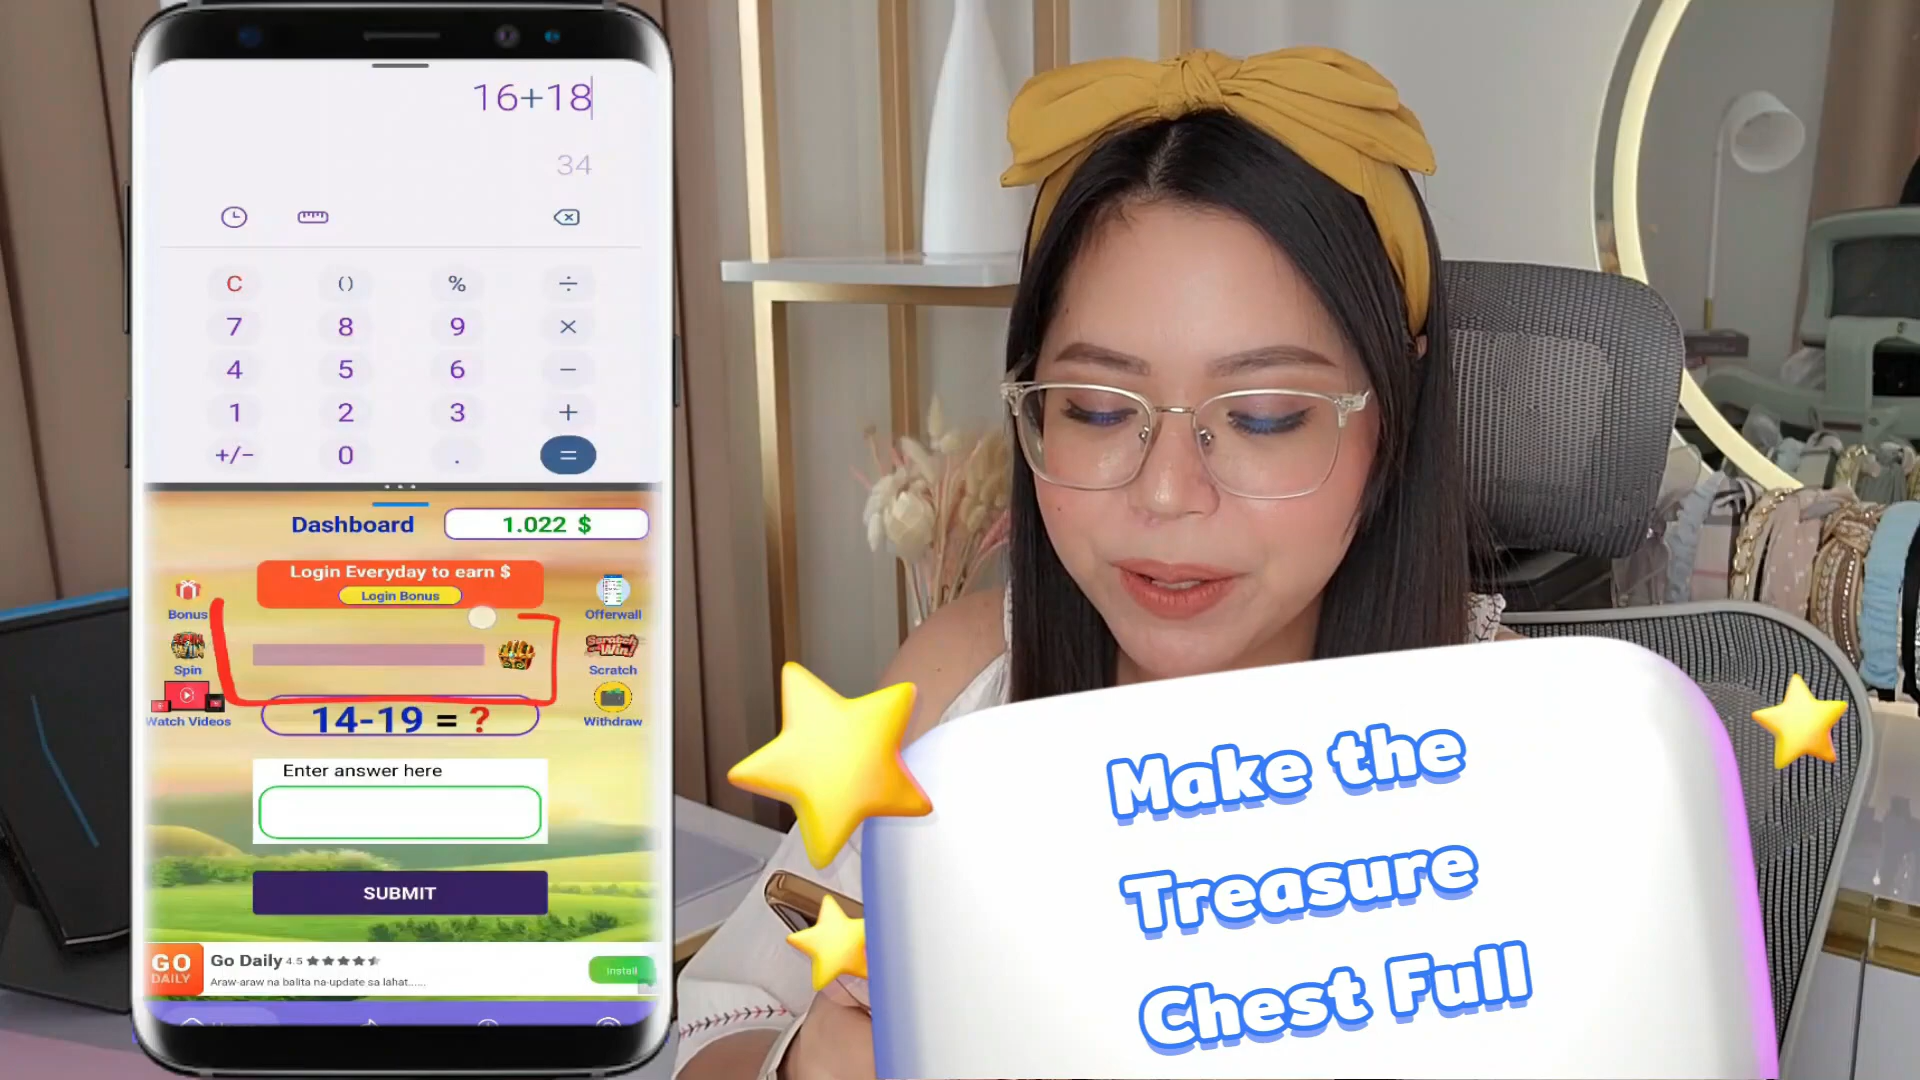 16+18
34
C () % ÷
7 8 9 ×
4 5 6 −
1 2 3 +
+/− 0 . =
Dashboard 1.022 $
Login Everyday to earn $
Login Bonus
Bonus
Offerwall
Spin
Scratch & Win!
Scratch
Watch Videos
Withdraw
14-19 = ?
Enter answer here
SUBMIT
GO
DAILY
Go Daily 4.5
Araw-araw na balita na-update sa lahat......
Install
Make the
Treasure
Chest Full